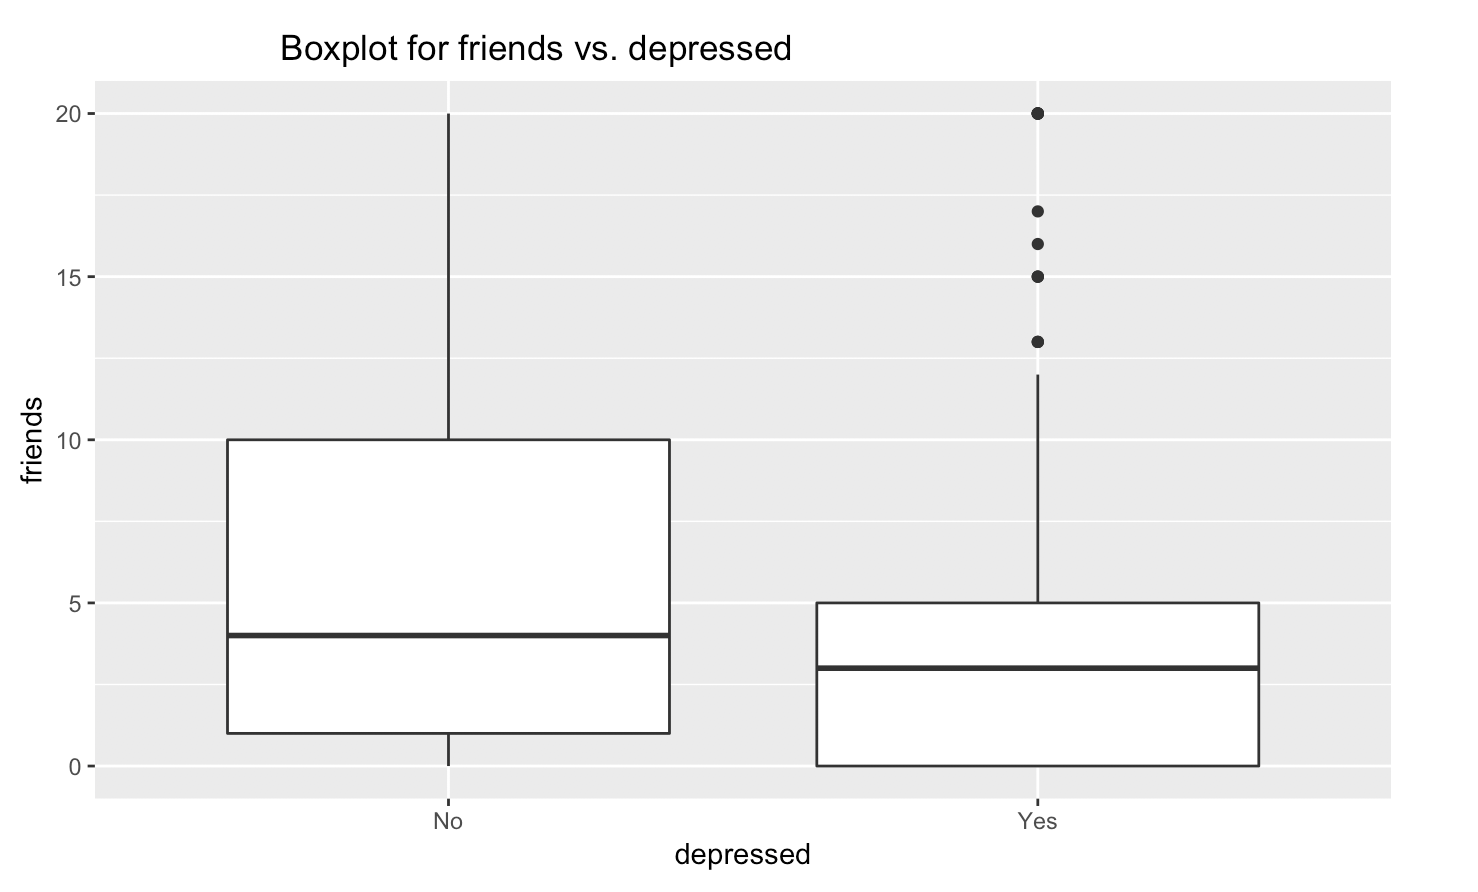 Boxplot for friends vs. depressed
20
15
10
5
0
friends
No Yes
depressed